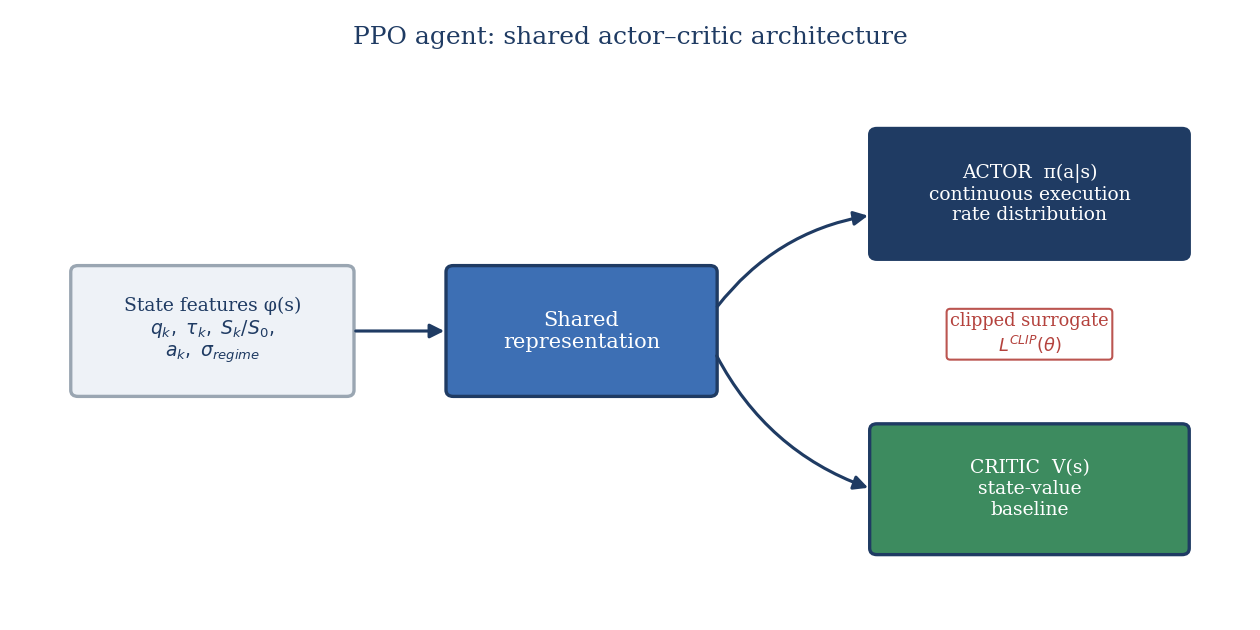 PPO agent: shared actor–critic architecture
State features φ(s)
q_k, τ_k, S_k/S_0,
a_k, σ_regime
Shared
representation
ACTOR  π(a|s)
continuous execution
rate distribution
clipped surrogate
L^CLIP(θ)
CRITIC  V(s)
state-value
baseline